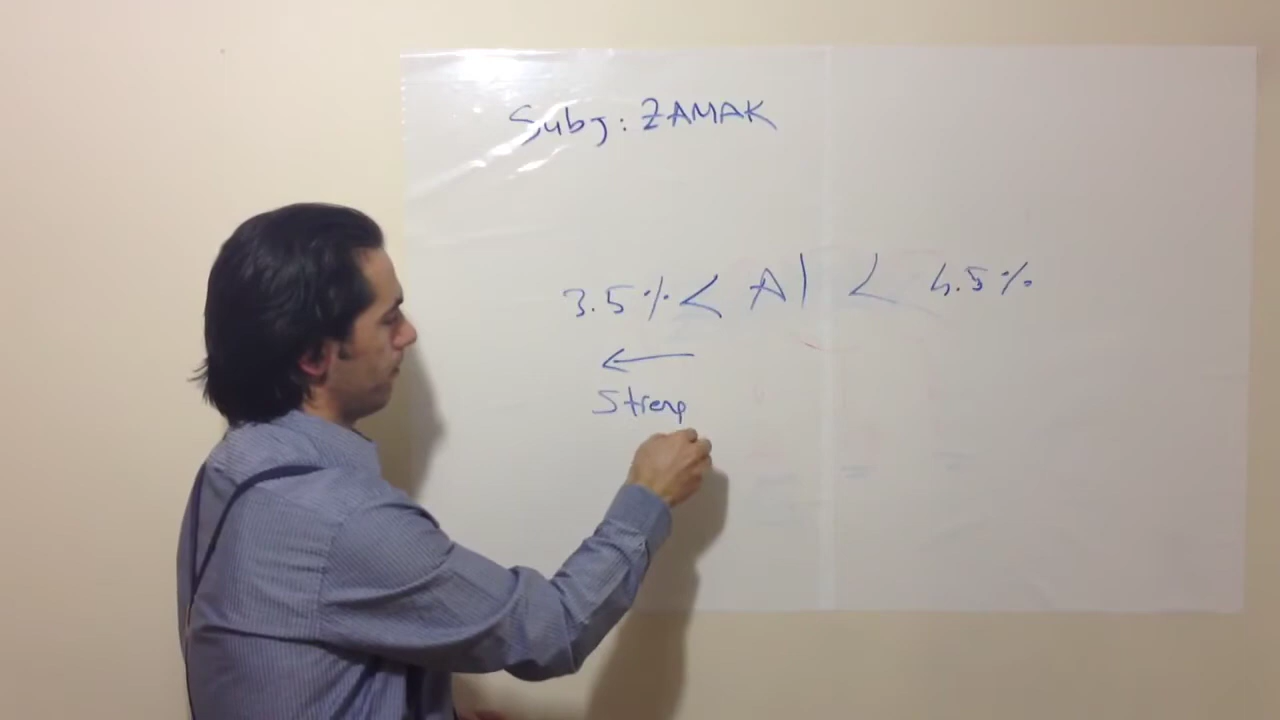 Subj: ZAMAK
3.5% < Al < 4.5%
←
Streng